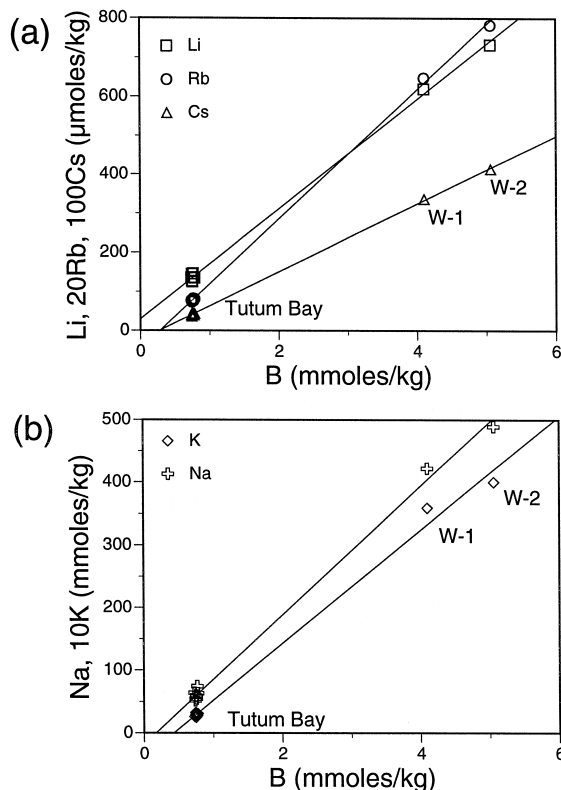 (a)
Li, 20Rb, 100Cs (µmoles/kg)
800
600
400
200
0
Li
Rb
Cs
W-2
W-1
Tutum Bay
0 2 4 6
B (mmoles/kg)
(b)
Na, 10K (mmoles/kg)
500
400
300
200
100
0
K
Na
W-2
W-1
Tutum Bay
0 2 4 6
B (mmoles/kg)